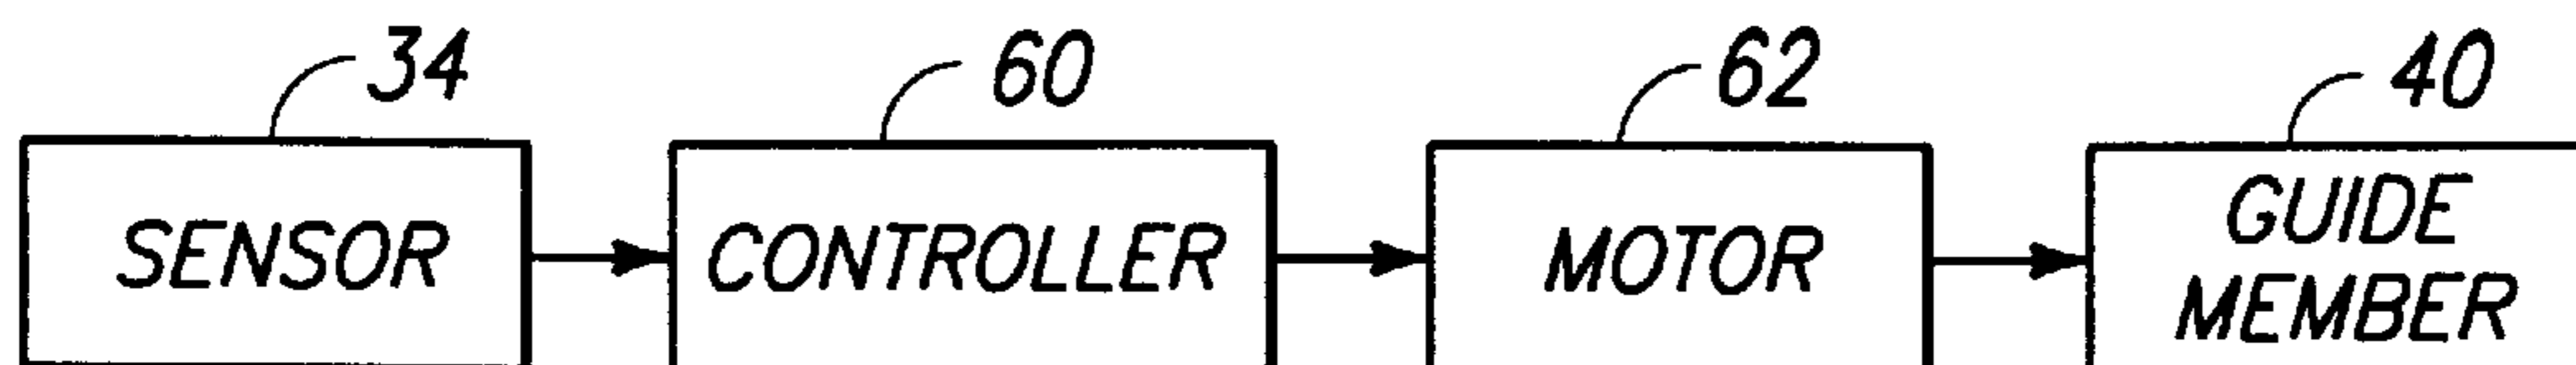 34
60
62
40
SENSOR
CONTROLLER
MOTOR
GUIDE
MEMBER